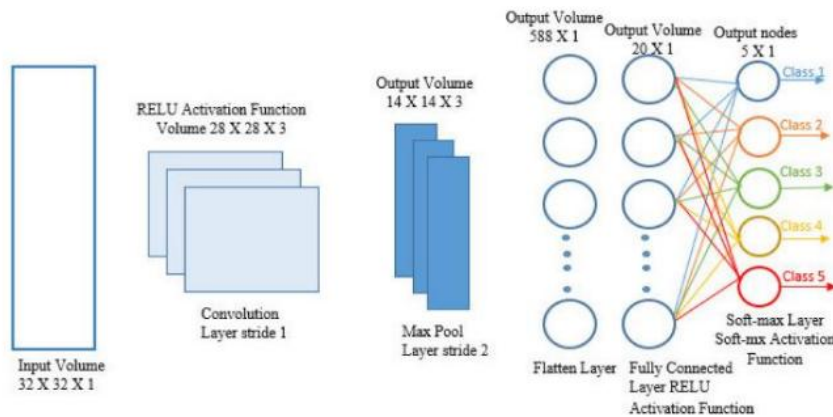 Input Volume
32 X 32 X 1
RELU Activation Function
Volume 28 X 28 X 3
Convolution
Layer stride 1
Output Volume
14 X 14 X 3
Max Pool
Layer stride 2
Output Volume
588 X 1
Flatten Layer
Output Volume
20 X 1
Fully Connected
Layer RELU
Activation Function
Output nodes
5 X 1
Class 1
Class 2
Class 3
Class 4
Class 5
Soft-max Layer
Soft-mx Activation
Function